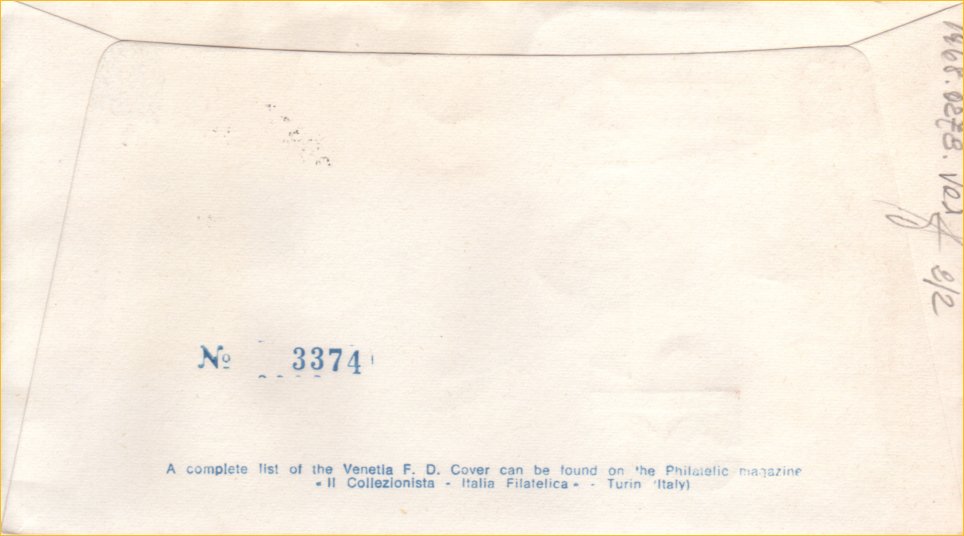 Nº 3374
A complete list of the Venetia F. D. Cover can be found on the Philatelic magazine
« Il Collezionista - Italia Filatelica » - Turin (Italy)
e/2